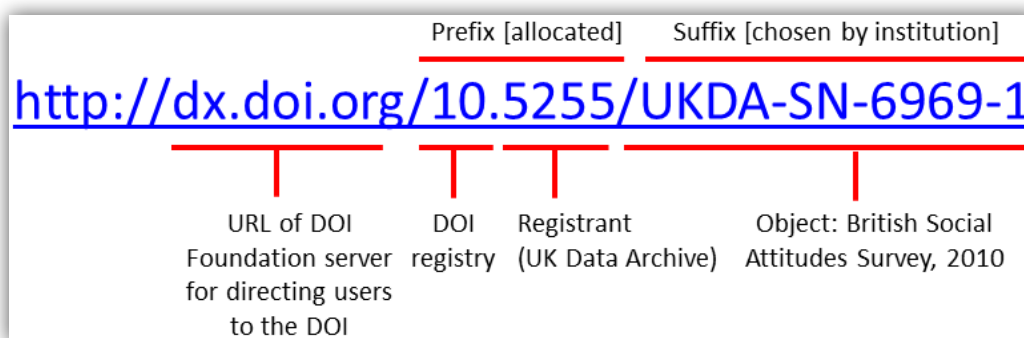 Prefix [allocated] Suffix [chosen by institution]
http://dx.doi.org/10.5255/UKDA-SN-6969-1
URL of DOI
Foundation server
for directing users
to the DOI
DOI
registry
Registrant
(UK Data Archive)
Object: British Social
Attitudes Survey, 2010